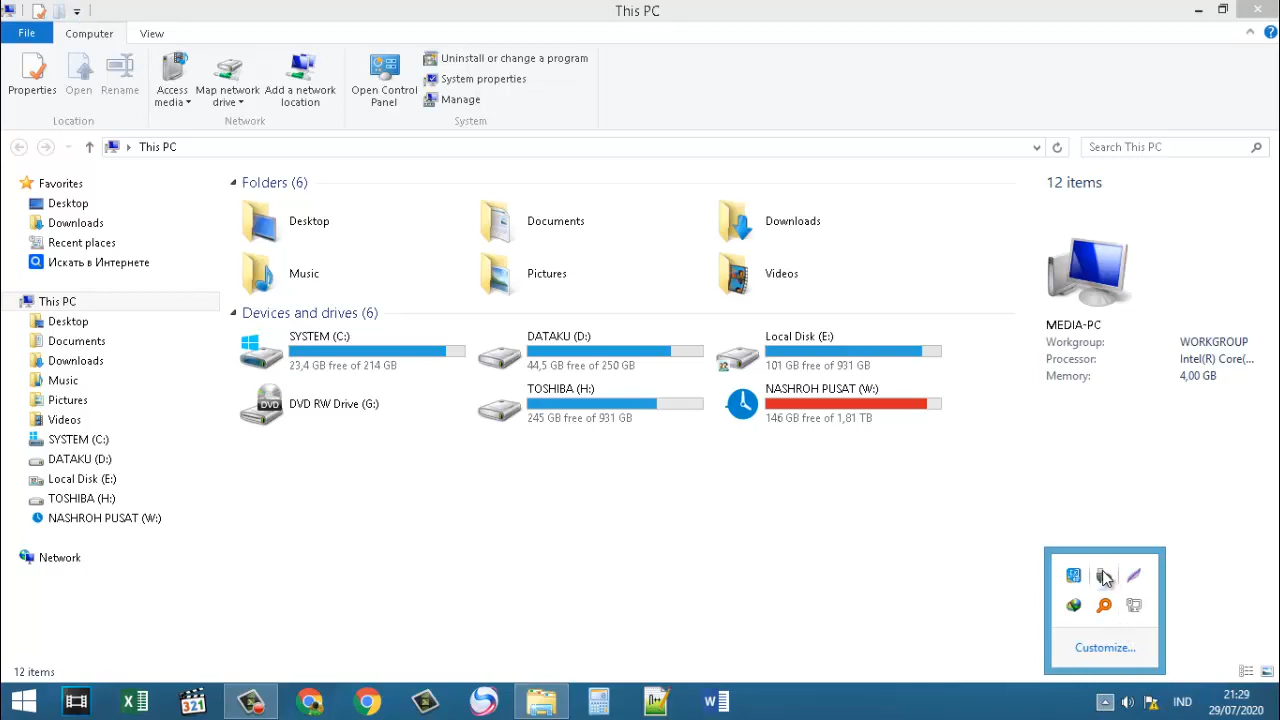 This PC
File
Computer
View
Properties
Open
Rename
Access media
Map network drive
Add a network location
Open Control Panel
Uninstall or change a program
System properties
Manage
Location
Network
System
This PC
Search This PC
Favorites
Desktop
Downloads
Recent places
Искать в Интернете
This PC
Desktop
Documents
Downloads
Music
Pictures
Videos
SYSTEM (C:)
DATAKU (D:)
Local Disk (E:)
TOSHIBA (H:)
NASHROH PUSAT (W:)
Network
Folders (6)
Desktop
Documents
Downloads
Music
Pictures
Videos
Devices and drives (6)
SYSTEM (C:)
23,4 GB free of 214 GB
DATAKU (D:)
44,5 GB free of 250 GB
Local Disk (E:)
101 GB free of 931 GB
DVD RW Drive (G:)
TOSHIBA (H:)
245 GB free of 931 GB
NASHROH PUSAT (W:)
146 GB free of 1,81 TB
12 items
MEDIA-PC
Workgroup: WORKGROUP
Processor: Intel(R) Core(...
Memory: 4,00 GB
Customize...
12 items
321
IND
21:29
29/07/2020